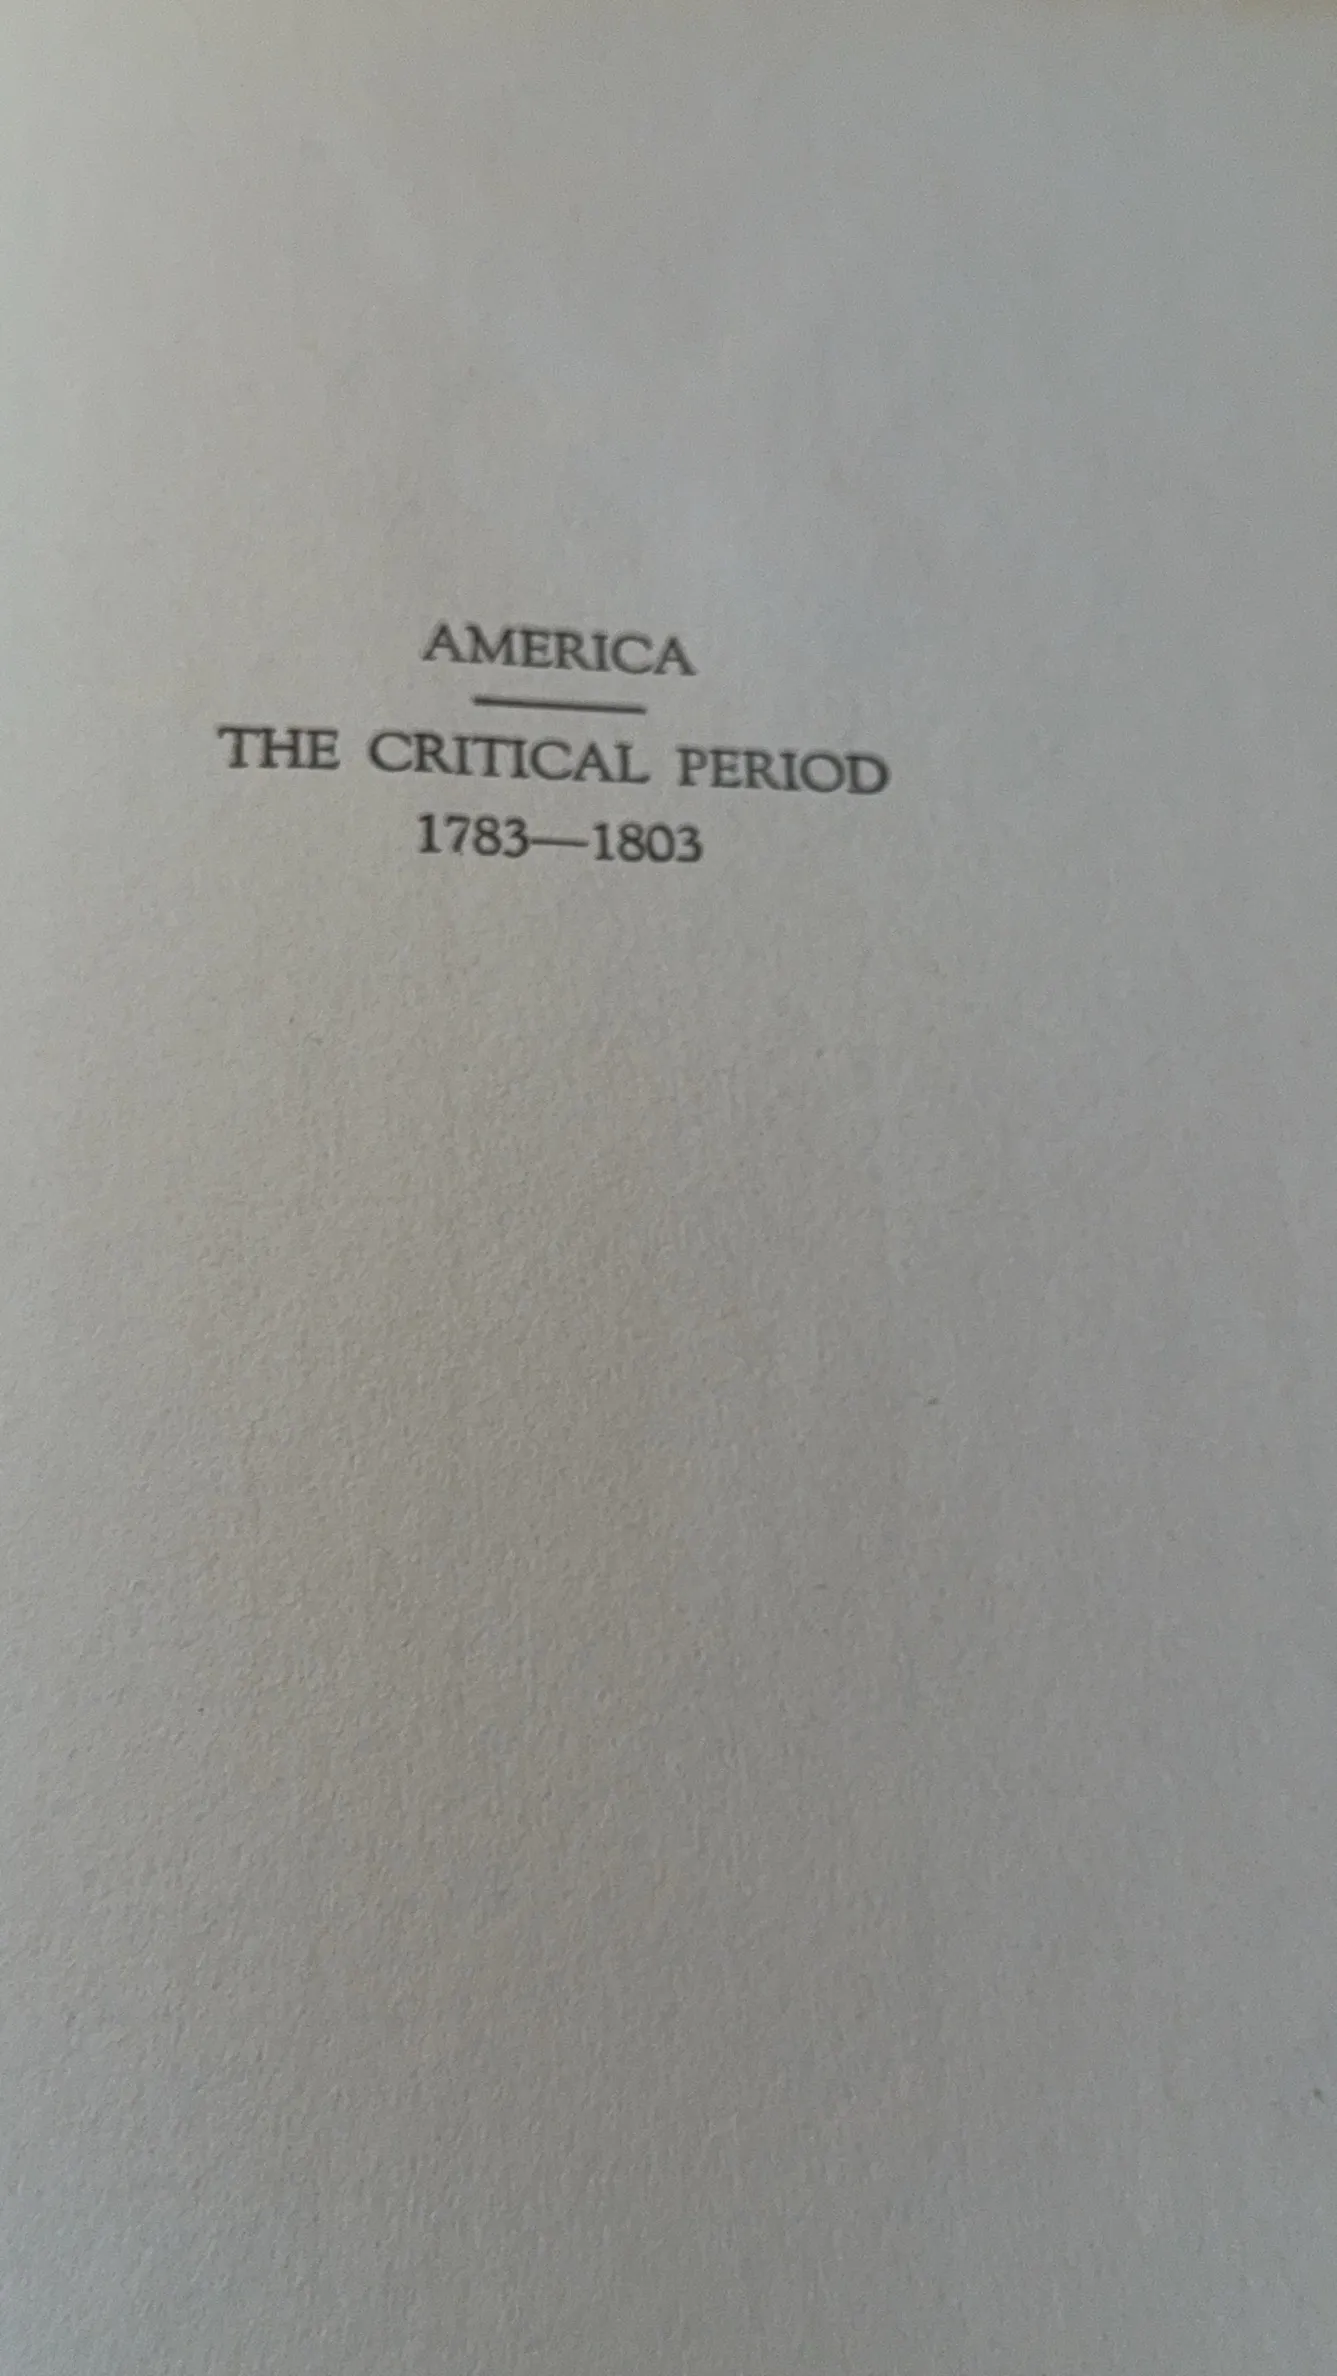 AMERICA
THE CRITICAL PERIOD
1783—1803